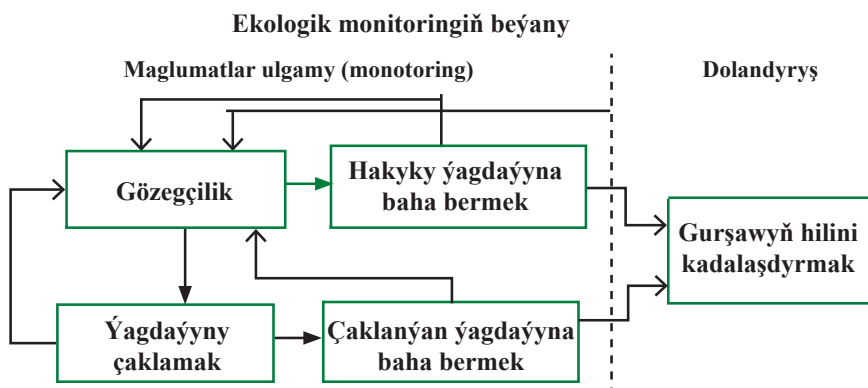 Ekologik monitoringiň beýany
Maglumatlar ulgamy (monotoring)
Dolandyryş
Gözegçilik
Hakyky ýagdaýyna
baha bermek
Gurşawyň hilini
kadalaşdyrmak
Ýagdaýyny
çaklamak
Çaklanýan ýagdaýyna
baha bermek